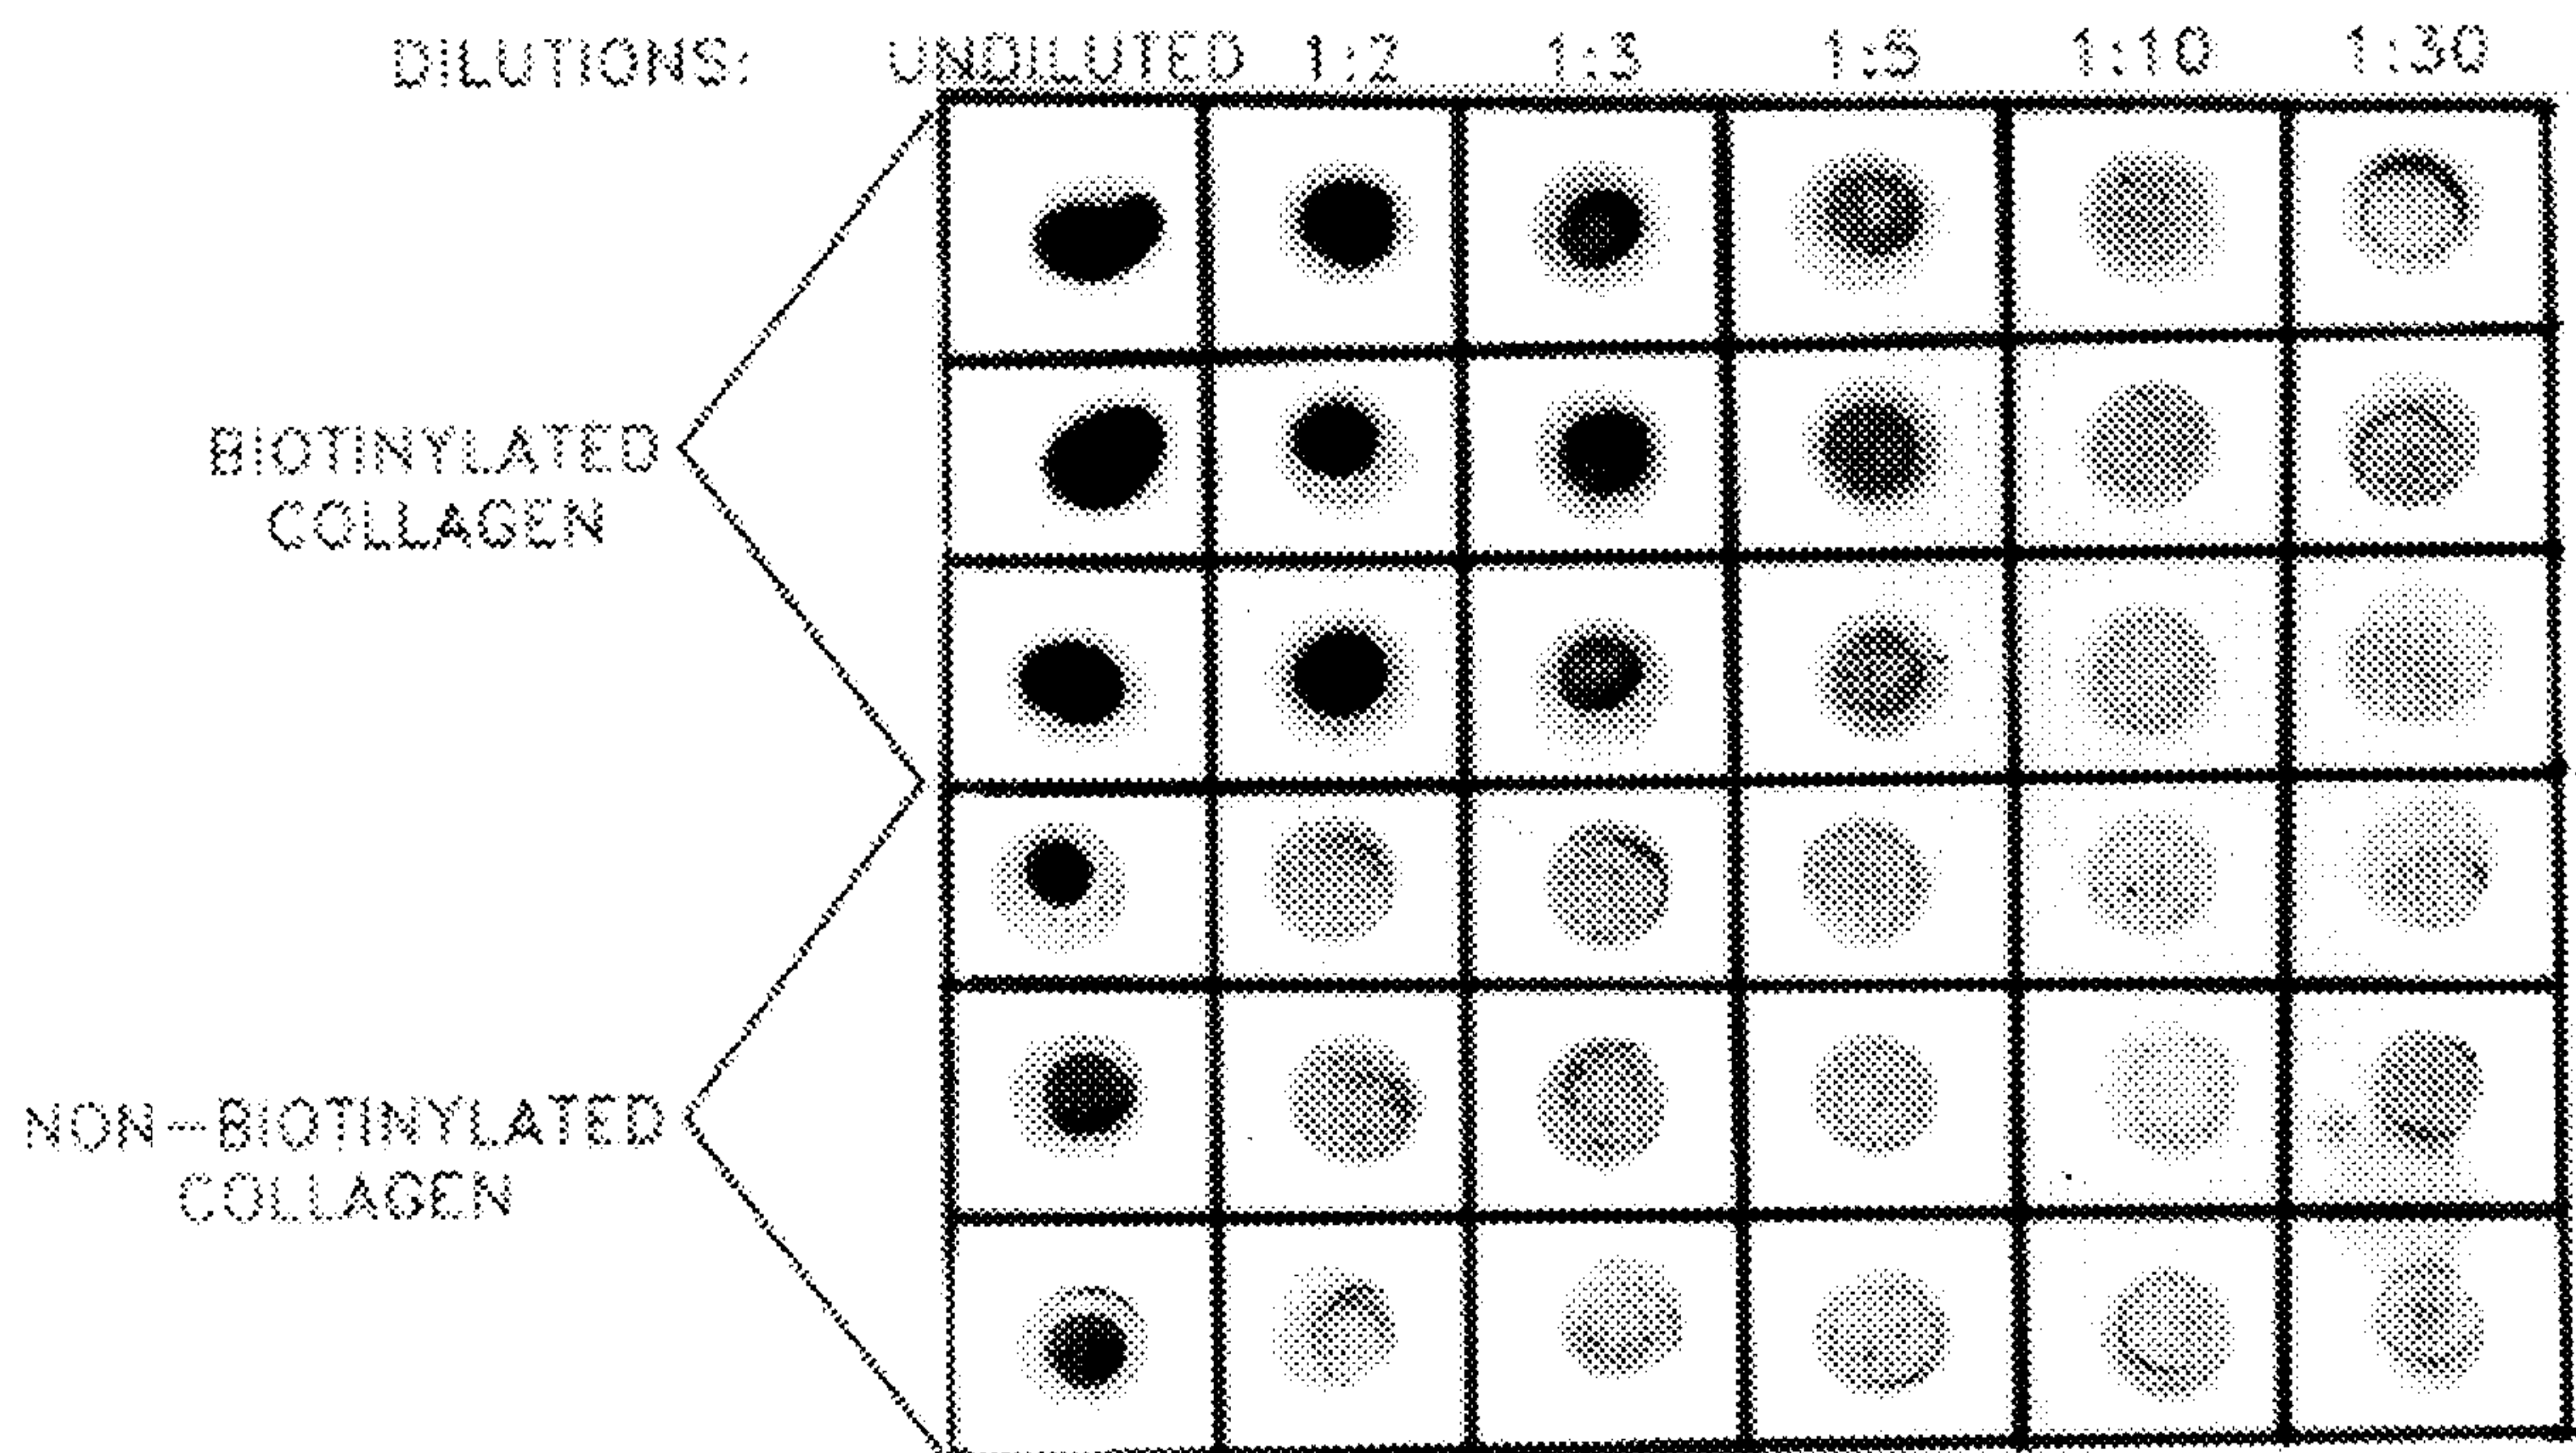 DILUTIONS: UNDILUTED 1:2 1:3 1:5 1:10 1:30
BIOTINYLATED
COLLAGEN
NON-BIOTINYLATED
COLLAGEN